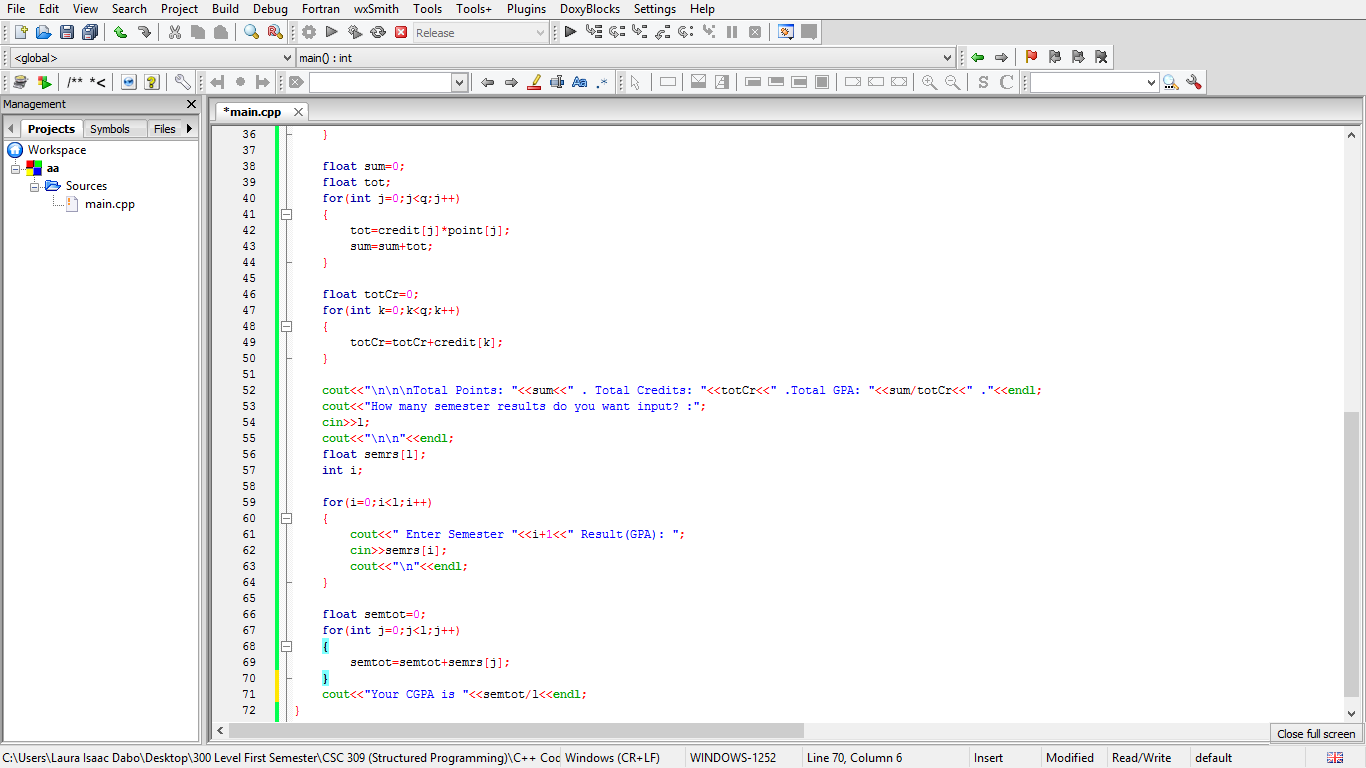 File Edit View Search Project Build Debug Fortran wxSmith Tools Tools+ Plugins DoxyBlocks Settings Help
Release
<global> main() : int
/** *<
Aa .*
S C
Management
Projects Symbols Files
*main.cpp
Workspace
aa
Sources
main.cpp
36 }
37
38 float sum=0;
39 float tot;
40 for(int j=0;j<q;j++)
41 {
42 tot=credit[j]*point[j];
43 sum=sum+tot;
44 }
45
46 float totCr=0;
47 for(int k=0;k<q;k++)
48 {
49 totCr=totCr+credit[k];
50 }
51
52 cout<<"\n\n\nTotal Points: "<<sum<<" . Total Credits: "<<totCr<<" .Total GPA: "<<sum/totCr<<" ."<<endl;
53 cout<<"How many semester results do you want input? :";
54 cin>>l;
55 cout<<"\n\n"<<endl;
56 float semrs[l];
57 int i;
58
59 for(i=0;i<l;i++)
60 {
61 cout<<" Enter Semester "<<i+1<<" Result(GPA): ";
62 cin>>semrs[i];
63 cout<<"\n"<<endl;
64 }
65
66 float semtot=0;
67 for(int j=0;j<l;j++)
68 {
69 semtot=semtot+semrs[j];
70 }
71 cout<<"Your CGPA is "<<semtot/l<<endl;
72 }
Close full screen
C:\Users\Laura Isaac Dabo\Desktop\300 Level First Semester\CSC 309 (Structured Programming)\C++ Cod Windows (CR+LF) WINDOWS-1252 Line 70, Column 6 Insert Modified Read/Write default